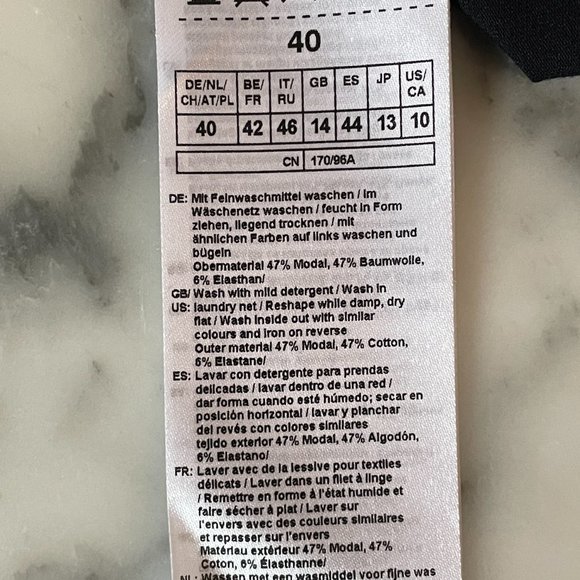 40
DE/NL/ BE/ IT/ GB ES JP US/
CH/AT/PL FR RU CA
40 42 46 14 44 13 10
CN 170/96A
DE: Mit Feinwaschmittel waschen / Im
Wäschenetz waschen / feucht in Form
ziehen, liegend trocknen / mit
ähnlichen Farben auf links waschen und
bügeln
Obermaterial 47% Modal, 47% Baumwolle,
6% Elasthan/
GB/ Wash with mild detergent / Wash in
US: laundry net / Reshape while damp, dry
flat / Wash inside out with similar
colours and iron on reverse
Outer material 47% Modal, 47% Cotton,
6% Elastane/
ES: Lavar con detergente para prendas
delicadas / lavar dentro de una red /
dar forma cuando esté húmedo; secar en
posición horizontal / lavar y planchar
del revés con colores similares
tejido exterior 47% Modal, 47% Algodón,
6% Elastano/
FR: Laver avec de la lessive pour textiles
délicats / Laver dans un filet à linge
/ Remettre en forme à l'état humide et
faire sécher à plat / Laver sur
l'envers avec des couleurs similaires
et repasser sur l'envers
Matériau extérieur 47% Modal, 47%
Coton, 6% Élasthanne/
NL: Wassen met een wasmiddel voor fijne was